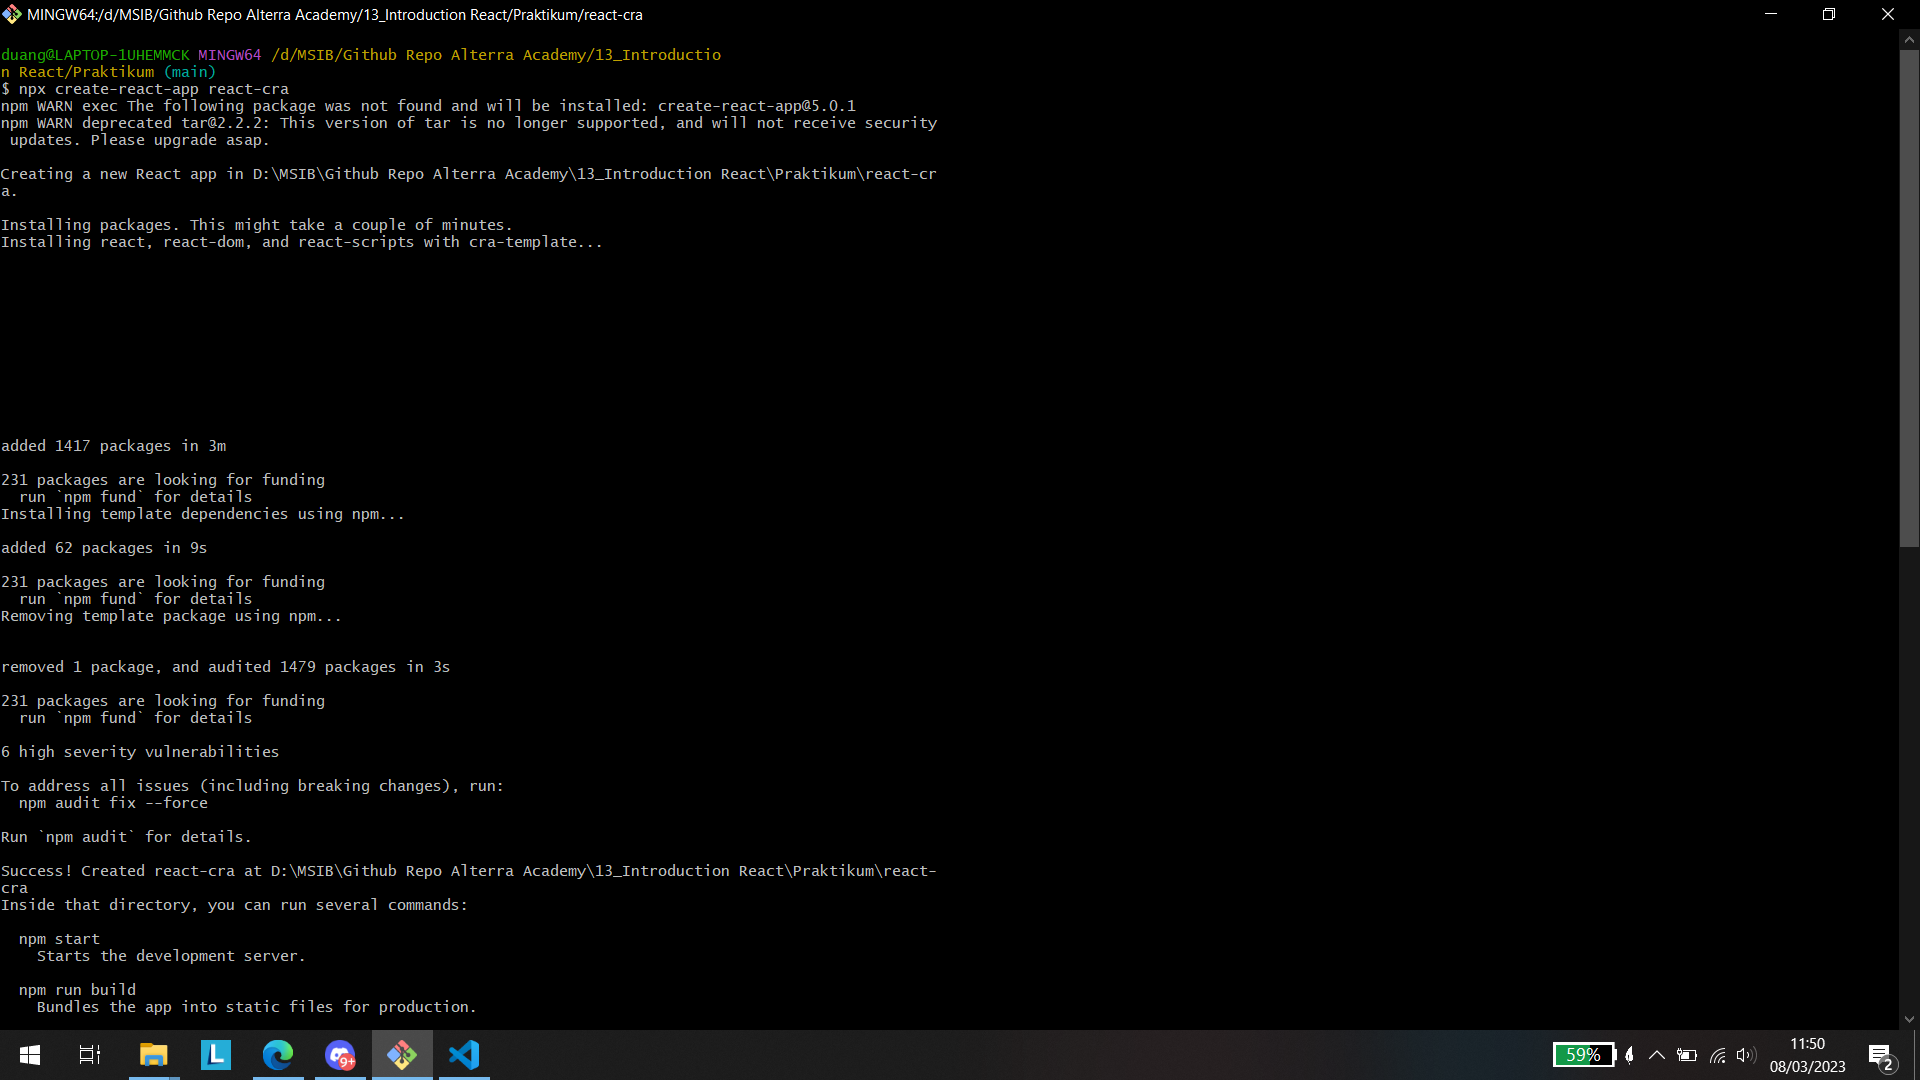 MINGW64:/d/MSIB/Github Repo Alterra Academy/13_Introduction React/Praktikum/react-cra
duang@LAPTOP-1UHEMMCK MINGW64 /d/MSIB/Github Repo Alterra Academy/13_Introductio
n React/Praktikum (main)
$ npx create-react-app react-cra
npm WARN exec The following package was not found and will be installed: create-react-app@5.0.1
npm WARN deprecated tar@2.2.2: This version of tar is no longer supported, and will not receive security
 updates. Please upgrade asap.
Creating a new React app in D:\MSIB\Github Repo Alterra Academy\13_Introduction React\Praktikum\react-cr
a.
Installing packages. This might take a couple of minutes.
Installing react, react-dom, and react-scripts with cra-template...
added 1417 packages in 3m
231 packages are looking for funding
  run `npm fund` for details
Installing template dependencies using npm...
added 62 packages in 9s
231 packages are looking for funding
  run `npm fund` for details
Removing template package using npm...
removed 1 package, and audited 1479 packages in 3s
231 packages are looking for funding
  run `npm fund` for details
6 high severity vulnerabilities
To address all issues (including breaking changes), run:
  npm audit fix --force
Run `npm audit` for details.
Success! Created react-cra at D:\MSIB\Github Repo Alterra Academy\13_Introduction React\Praktikum\react-
cra
Inside that directory, you can run several commands:
  npm start
    Starts the development server.
  npm run build
    Bundles the app into static files for production.
L
9+
59%
11:50
08/03/2023
2